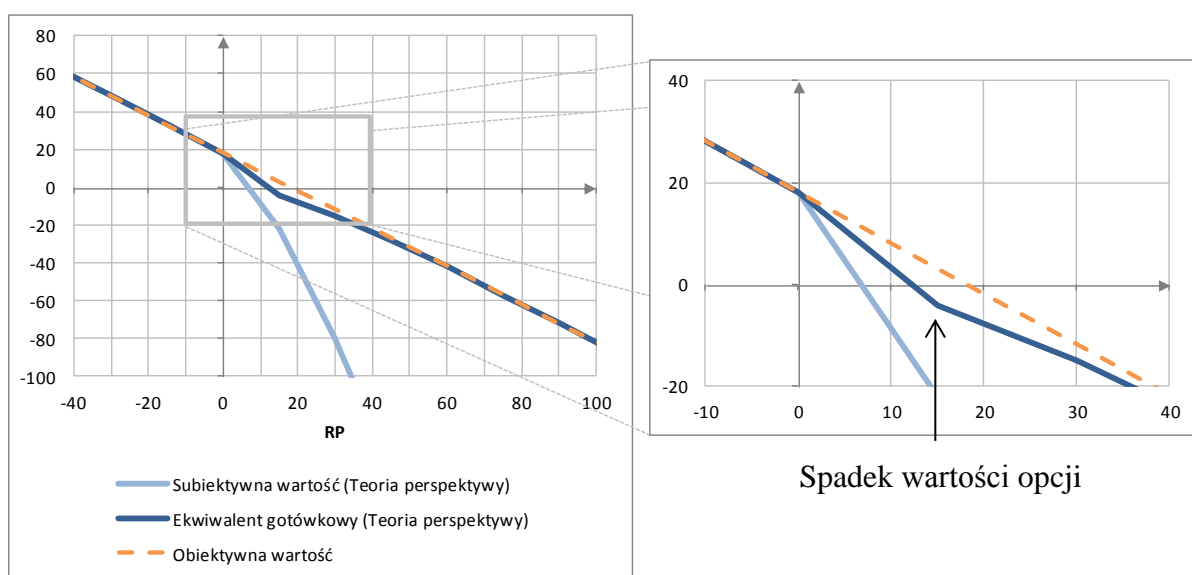 80
60
40
20
0
-20
-40
-60
-80
-100
-40 -20 0 20 40 60 80 100
RP
Subiektywna wartość (Teoria perspektywy)
Ekwiwalent gotówkowy (Teoria perspektywy)
Obiektywna wartość
40
20
0
-20
-10 0 10 20 30 40
Spadek wartości opcji